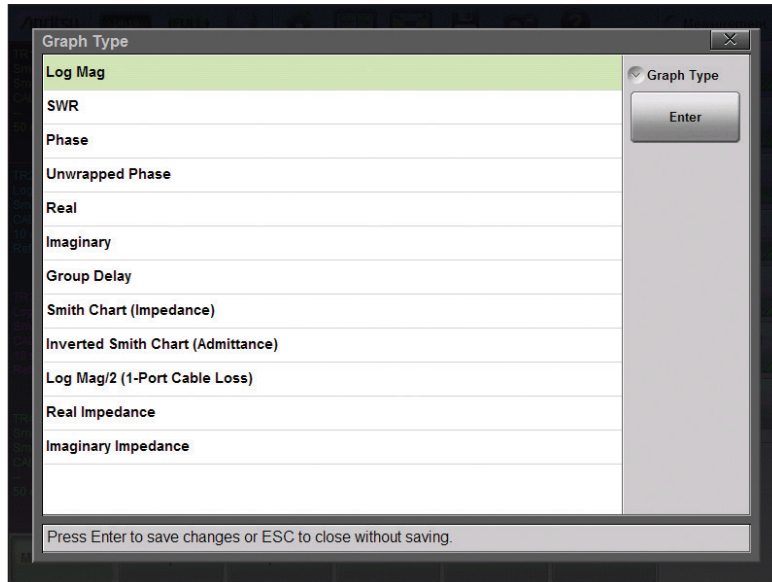 Graph Type
Log Mag
SWR
Phase
Unwrapped Phase
Real
Imaginary
Group Delay
Smith Chart (Impedance)
Inverted Smith Chart (Admittance)
Log Mag/2 (1-Port Cable Loss)
Real Impedance
Imaginary Impedance
Graph Type
Enter
Press Enter to save changes or ESC to close without saving.
Anritsu
Measurement